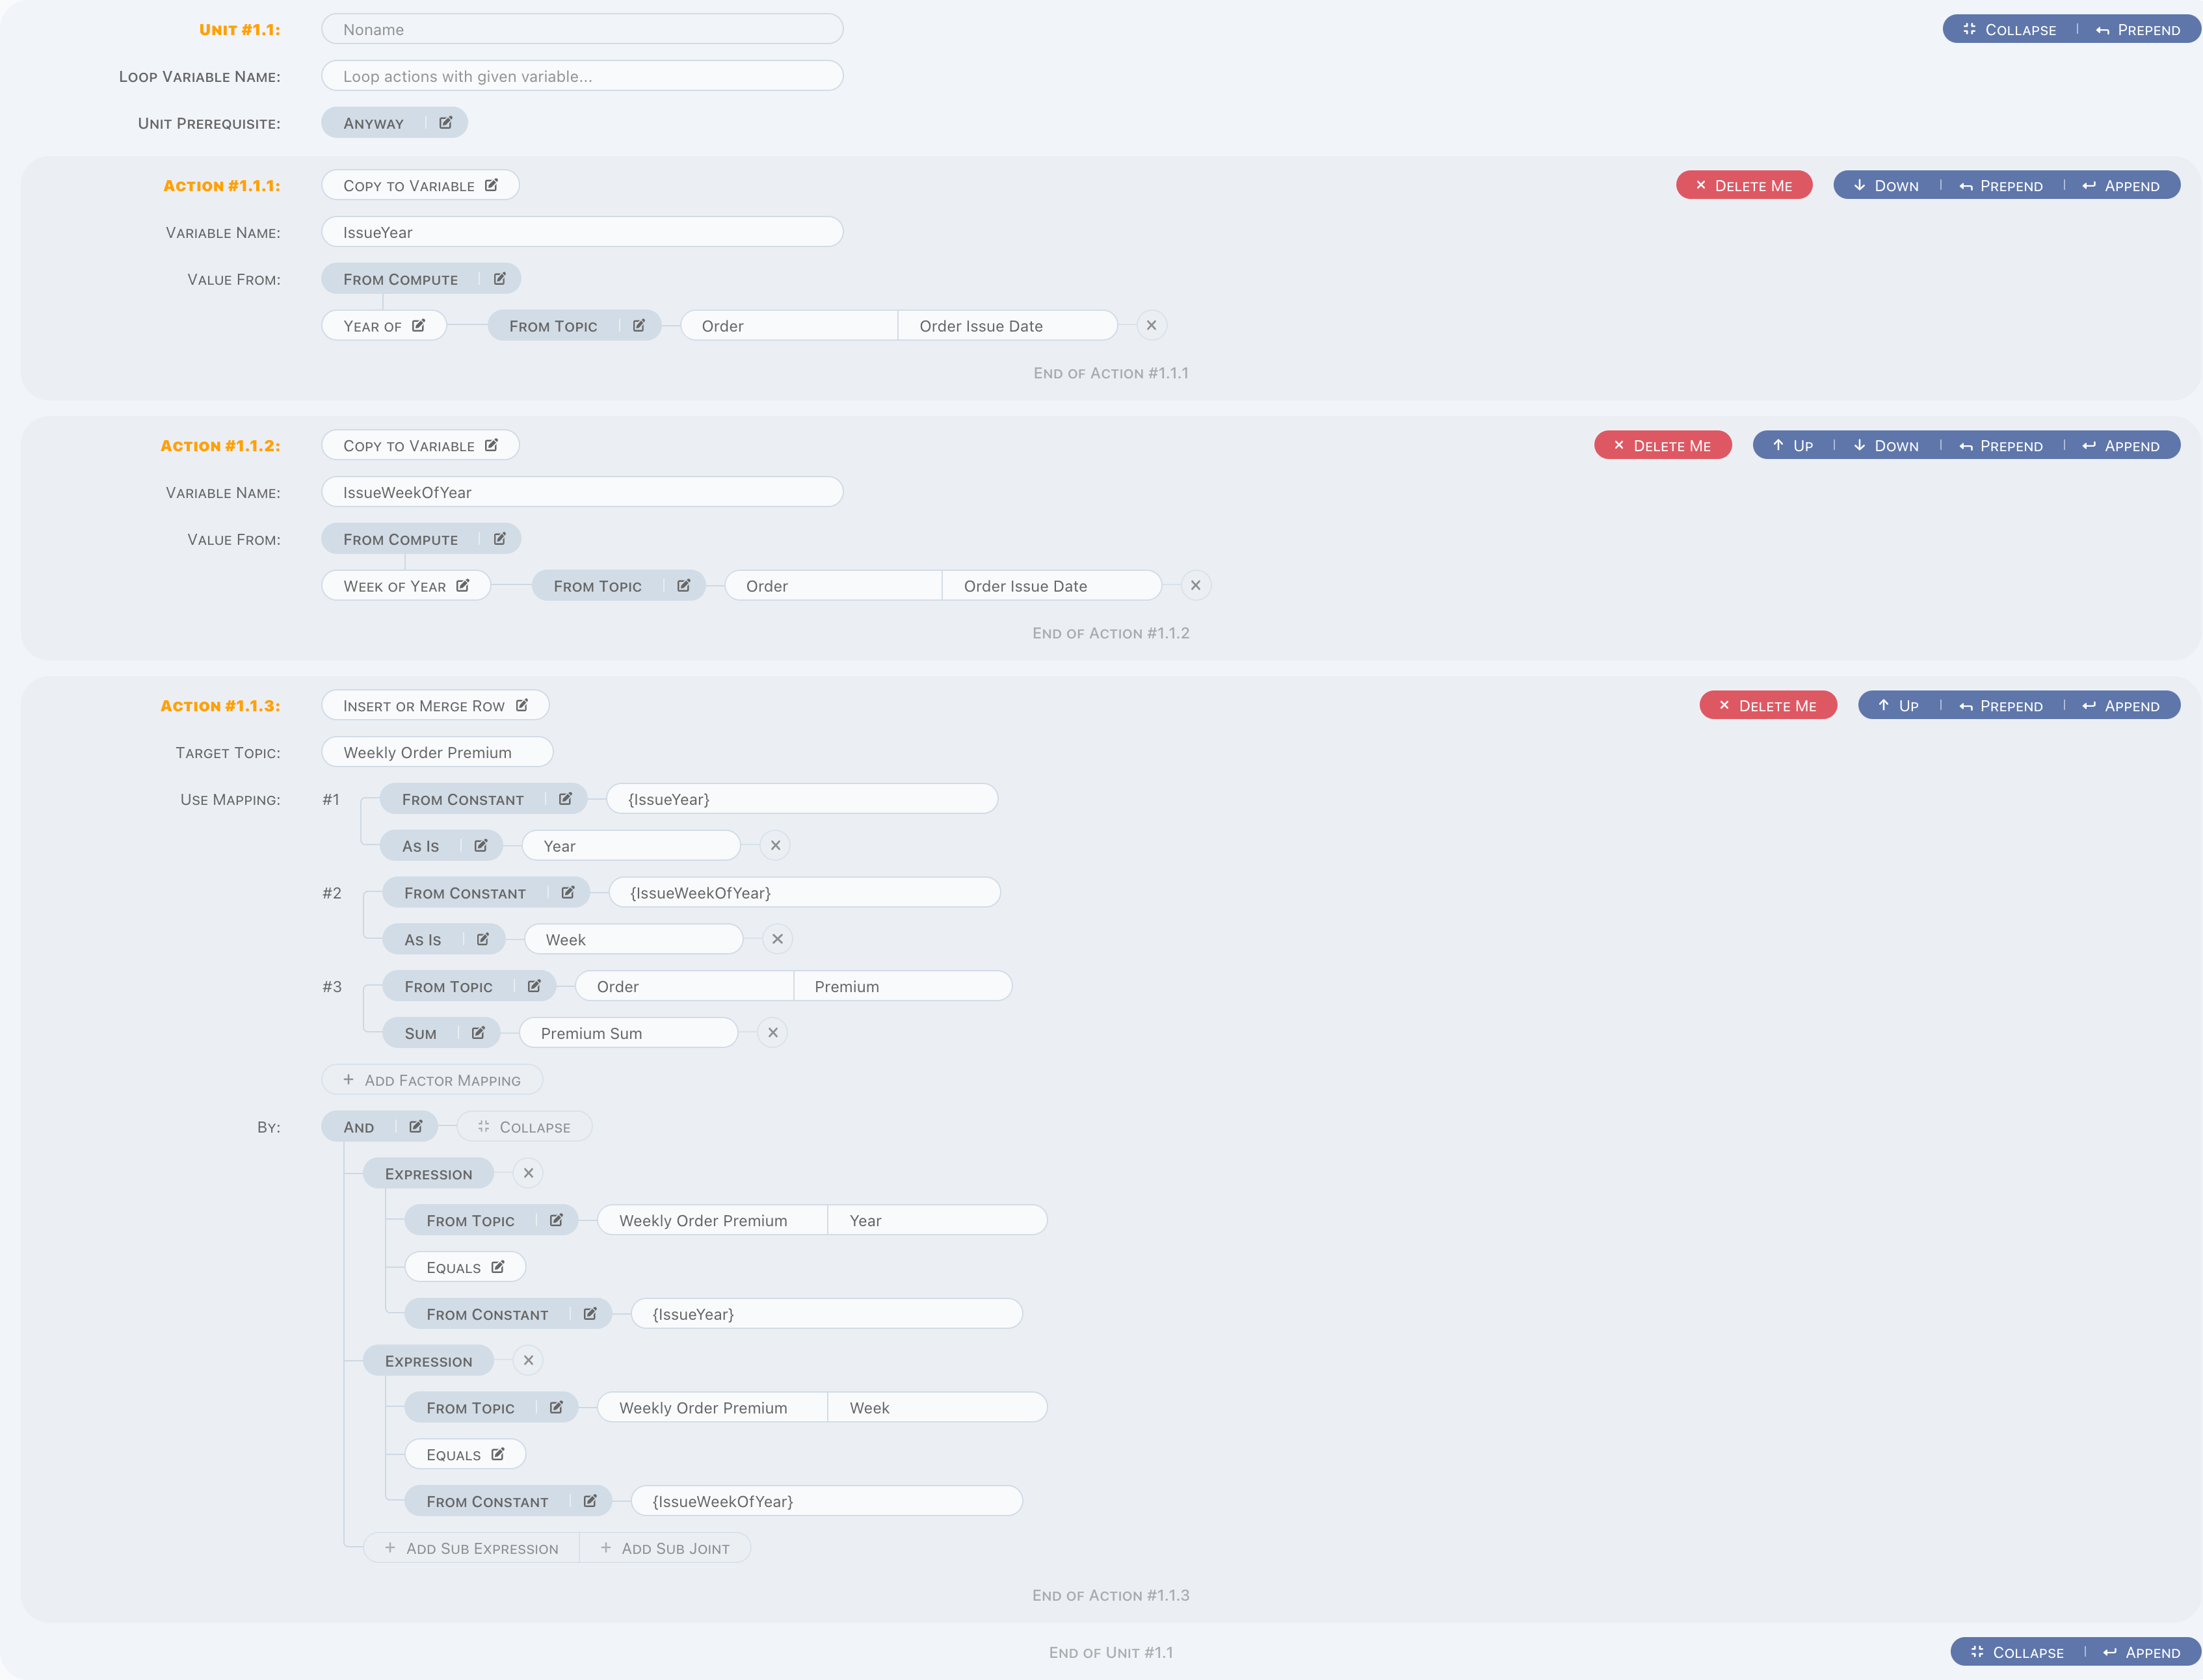 Unit #1.1: Noname Collapse Prepend
Loop Variable Name: Loop actions with given variable...
Unit Prerequisite: Anyway
Action #1.1.1: Copy to Variable Delete Me Down Prepend Append
Variable Name: IssueYear
Value From: From Compute
Year of From Topic Order Order Issue Date
End of Action #1.1.1
Action #1.1.2: Copy to Variable Delete Me Up Down Prepend Append
Variable Name: IssueWeekOfYear
Value From: From Compute
Week of Year From Topic Order Order Issue Date
End of Action #1.1.2
Action #1.1.3: Insert or Merge Row Delete Me Up Prepend Append
Target Topic: Weekly Order Premium
Use Mapping: #1 From Constant {IssueYear}
As Is Year
#2 From Constant {IssueWeekOfYear}
As Is Week
#3 From Topic Order Premium
Sum Premium Sum
+ Add Factor Mapping
By: And Collapse
Expression
From Topic Weekly Order Premium Year
Equals
From Constant {IssueYear}
Expression
From Topic Weekly Order Premium Week
Equals
From Constant {IssueWeekOfYear}
+ Add Sub Expression + Add Sub Joint
End of Action #1.1.3
End of Unit #1.1 Collapse Append